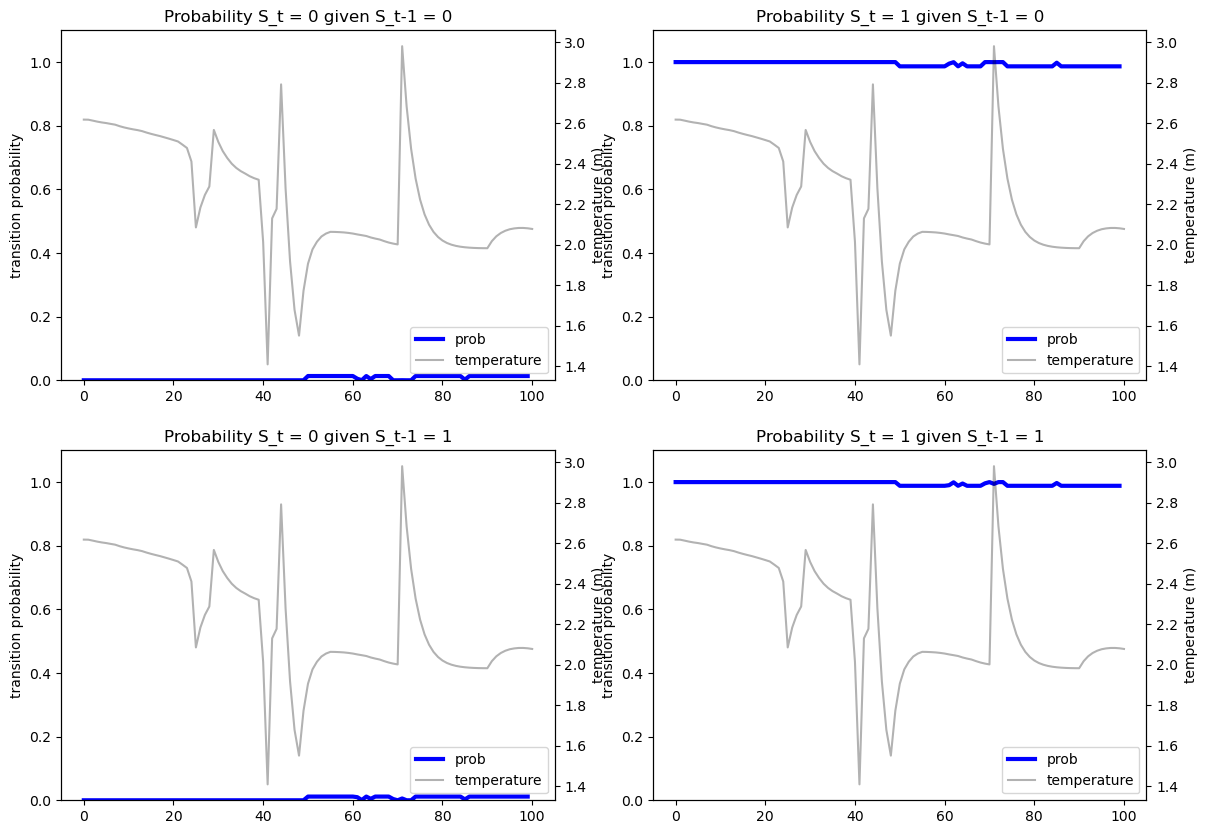 Probability S_t = 0 given S_t-1 = 0
transition probability
1.0
0.8
0.6
0.4
0.2
0.0
3.0
2.8
2.6
2.4
2.2
2.0
1.8
1.6
1.4
temperature (m)
prob
temperature
0 20 40 60 80 100
Probability S_t = 1 given S_t-1 = 0
transition probability
1.0
0.8
0.6
0.4
0.2
0.0
3.0
2.8
2.6
2.4
2.2
2.0
1.8
1.6
1.4
temperature (m)
prob
temperature
0 20 40 60 80 100
Probability S_t = 0 given S_t-1 = 1
transition probability
1.0
0.8
0.6
0.4
0.2
0.0
3.0
2.8
2.6
2.4
2.2
2.0
1.8
1.6
1.4
temperature (m)
prob
temperature
0 20 40 60 80 100
Probability S_t = 1 given S_t-1 = 1
transition probability
1.0
0.8
0.6
0.4
0.2
0.0
3.0
2.8
2.6
2.4
2.2
2.0
1.8
1.6
1.4
temperature (m)
prob
temperature
0 20 40 60 80 100